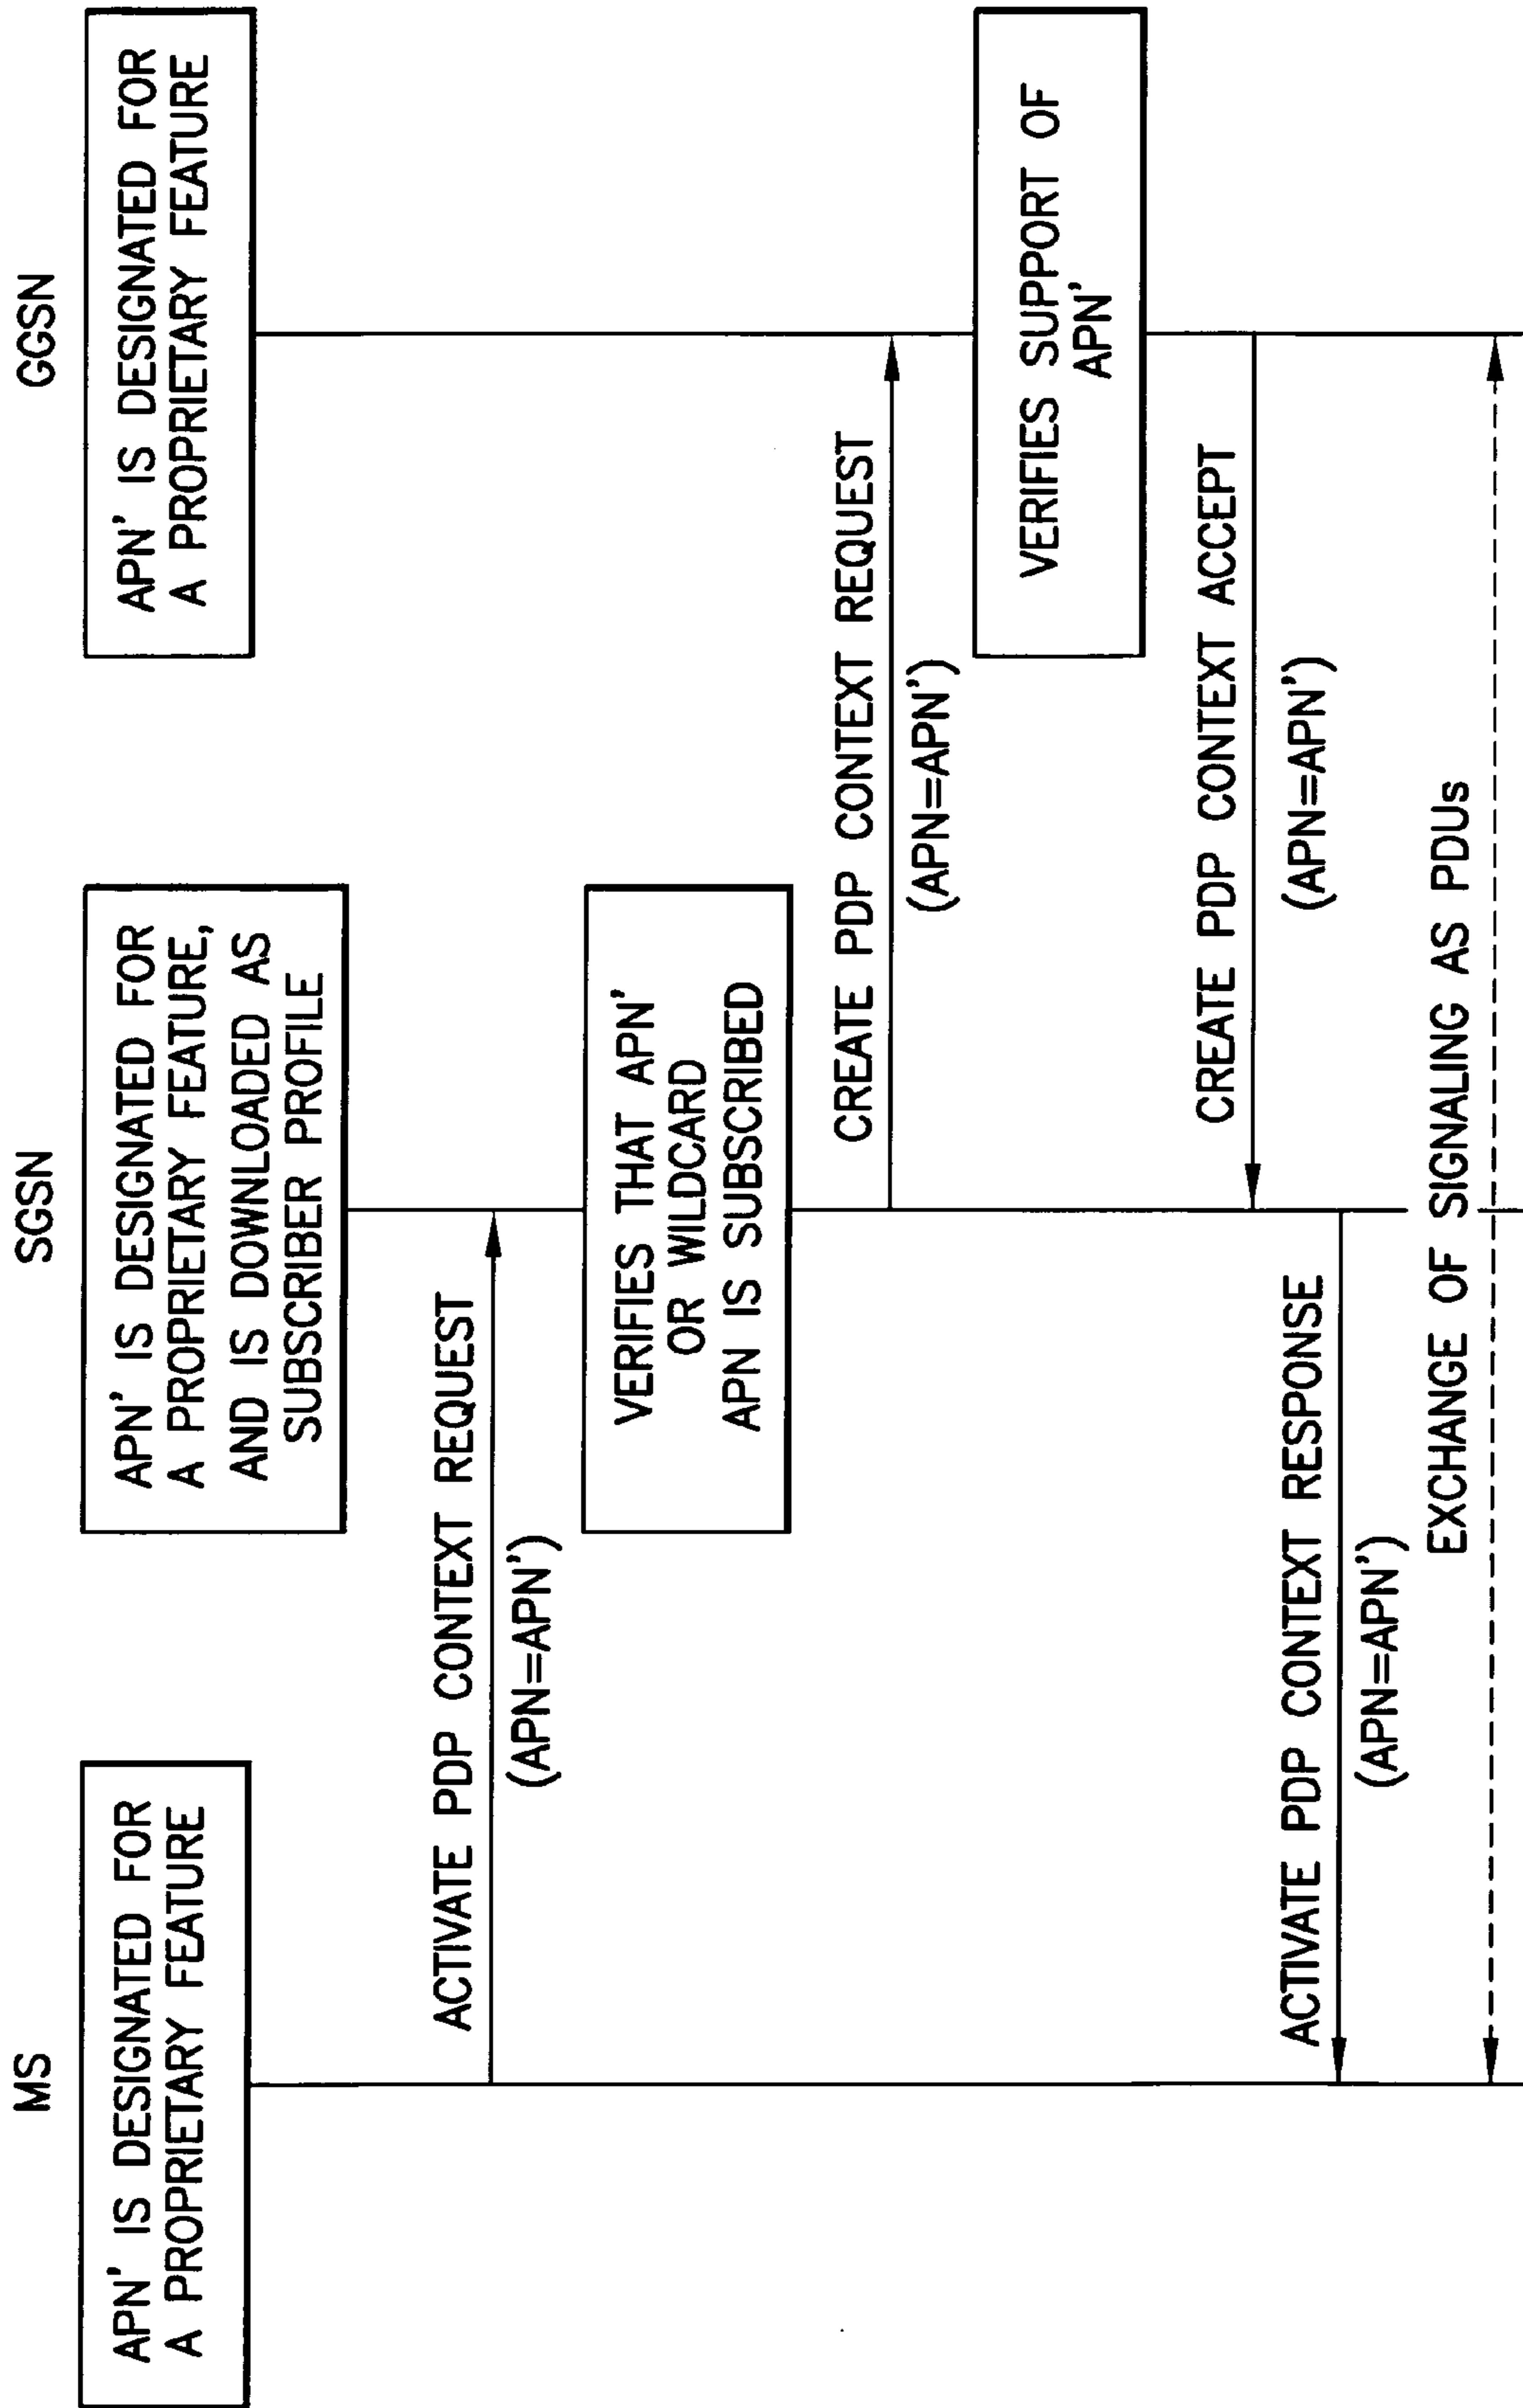 MS
SGSN
GGSN
APN' IS DESIGNATED FOR
A PROPRIETARY FEATURE
APN' IS DESIGNATED FOR
A PROPRIETARY FEATURE,
AND IS DOWNLOADED AS
SUBSCRIBER PROFILE
APN' IS DESIGNATED FOR
A PROPRIETARY FEATURE
ACTIVATE PDP CONTEXT REQUEST
(APN=APN')
VERIFIES THAT APN'
OR WILDCARD
APN IS SUBSCRIBED
CREATE PDP CONTEXT REQUEST
(APN=APN')
VERIFIES SUPPORT OF
APN'
CREATE PDP CONTEXT ACCEPT
(APN=APN')
ACTIVATE PDP CONTEXT RESPONSE
(APN=APN')
EXCHANGE OF SIGNALING AS PDUs